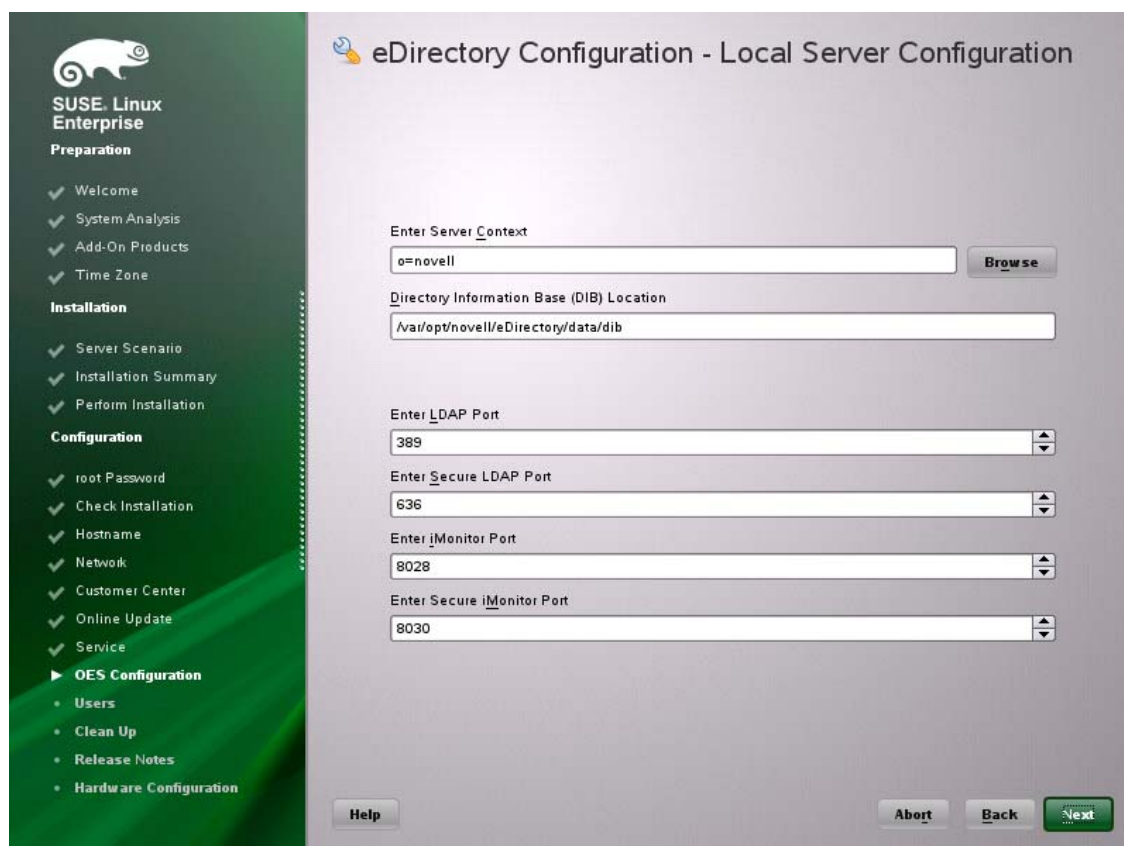 SUSE. Linux
Enterprise
Preparation
Welcome
System Analysis
Add-On Products
Time Zone
Installation
Server Scenario
Installation Summary
Perform Installation
Configuration
root Password
Check Installation
Hostname
Network
Customer Center
Online Update
Service
OES Configuration
Users
Clean Up
Release Notes
Hardware Configuration
eDirectory Configuration - Local Server Configuration
Enter Server Context
o=novell
Browse
Directory Information Base (DIB) Location
/var/opt/novell/eDirectory/data/dib
Enter LDAP Port
389
Enter Secure LDAP Port
636
Enter iMonitor Port
8028
Enter Secure iMonitor Port
8030
Help
Abort
Back
Next